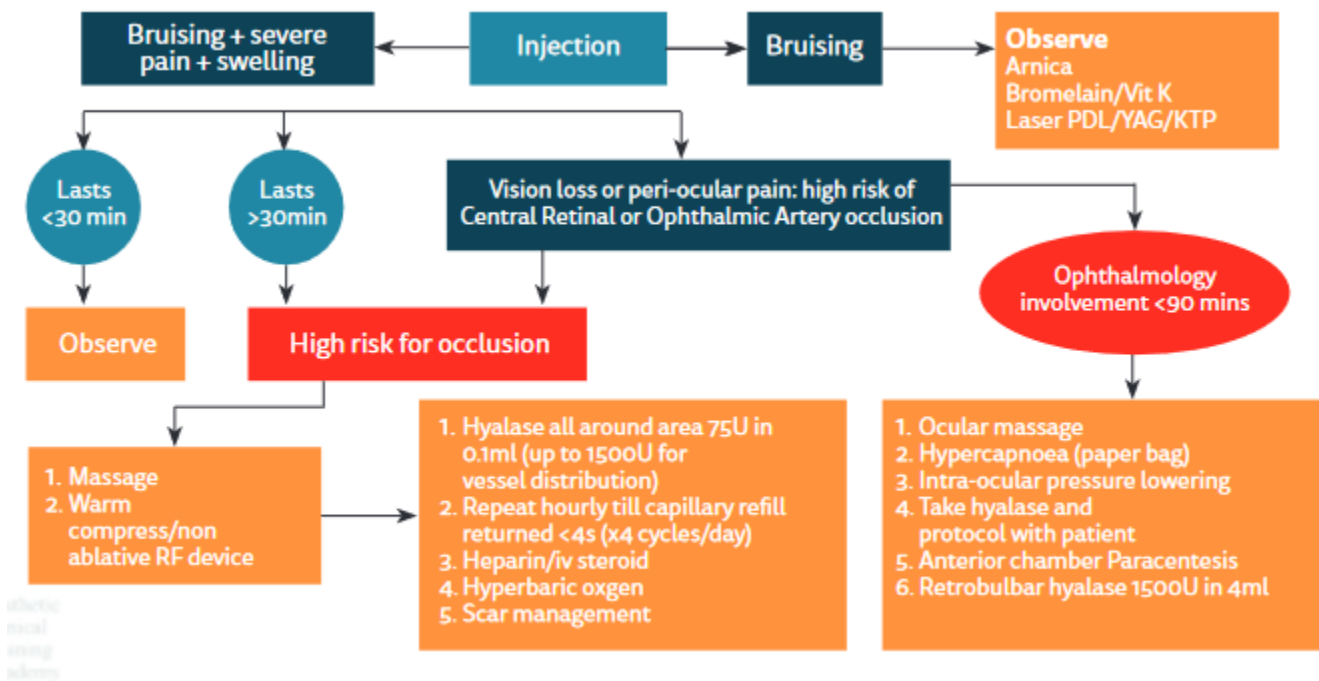 Bruising + severe
pain + swelling
Injection
Bruising
Observe
Arnica
Bromelain/Vit K
Laser PDL/YAG/KTP
Lasts
<30 min
Lasts
>30min
Vision loss or peri-ocular pain: high risk of
Central Retinal or Ophthalmic Artery occlusion
Ophthalmology
involvement <90 mins
Observe
High risk for occlusion
1. Massage
2. Warm
compress/non
ablative RF device
1. Hyalase all around area 75U in
0.1ml (up to 1500U for
vessel distribution)
2. Repeat hourly till capillary refill
returned <4s (x4 cycles/day)
3. Heparin/iv steroid
4. Hyperbaric oxgen
5. Scar management
1. Ocular massage
2. Hypercapnoea (paper bag)
3. Intra-ocular pressure lowering
4. Take hyalase and
protocol with patient
5. Anterior chamber Paracentesis
6. Retrobulbar hyalase 1500U in 4ml